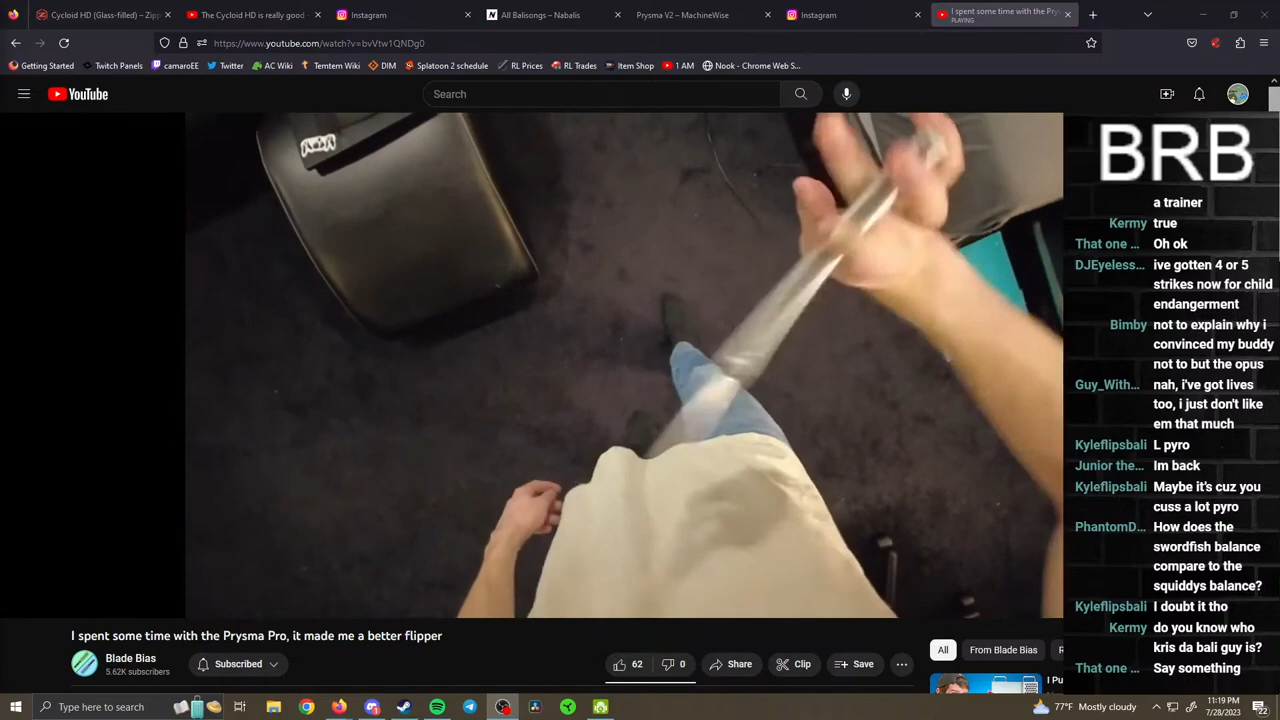 Cycloid HD (Glass-filled) – Zipp
The Cycloid HD is really good -
Instagram
All Balisongs – Nabalis
Prysma V2 – MachineWise
Instagram
I spent some time with the Prys
PLAYING
https://www.youtube.com/watch?v=bvVtw1QNDg0
Getting Started
Twitch Panels
camaroEE
Twitter
AC Wiki
Temtem Wiki
DIM
Splatoon 2 schedule
RL Prices
RL Trades
Item Shop
1 AM
Nook - Chrome Web S...
YouTube
Search
BRB
a trainer
Kermy true
That one ... Oh ok
DJEyeless... ive gotten 4 or 5
strikes now for child
endangerment
Bimby not to explain why i
convinced my buddy
not to but the opus
Guy_With... nah, i've got lives
too, i just don't like
em that much
Kyleflipsbali L pyro
Junior the... Im back
Kyleflipsbali Maybe it's cuz you
cuss a lot pyro
PhantomD... How does the
swordfish balance
compare to the
squiddys balance?
Kyleflipsbali I doubt it tho
Kermy do you know who
kris da bali guy is?
That one ... Say something
I spent some time with the Prysma Pro, it made me a better flipper
Blade Bias
5.62K subscribers
Subscribed
62
0
Share
Clip
Save
All
From Blade Bias
I Pu
Type here to search
77°F Mostly cloudy
11:19 PM
7/28/2023
22